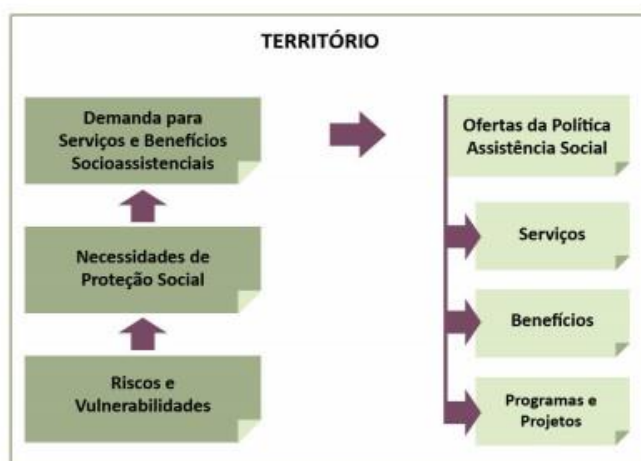 TERRITÓRIO
Demanda para
Serviços e Benefícios
Socioassistenciais
Necessidades de
Proteção Social
Riscos e
Vulnerabilidades
Ofertas da Política
Assistência Social
Serviços
Benefícios
Programas e
Projetos